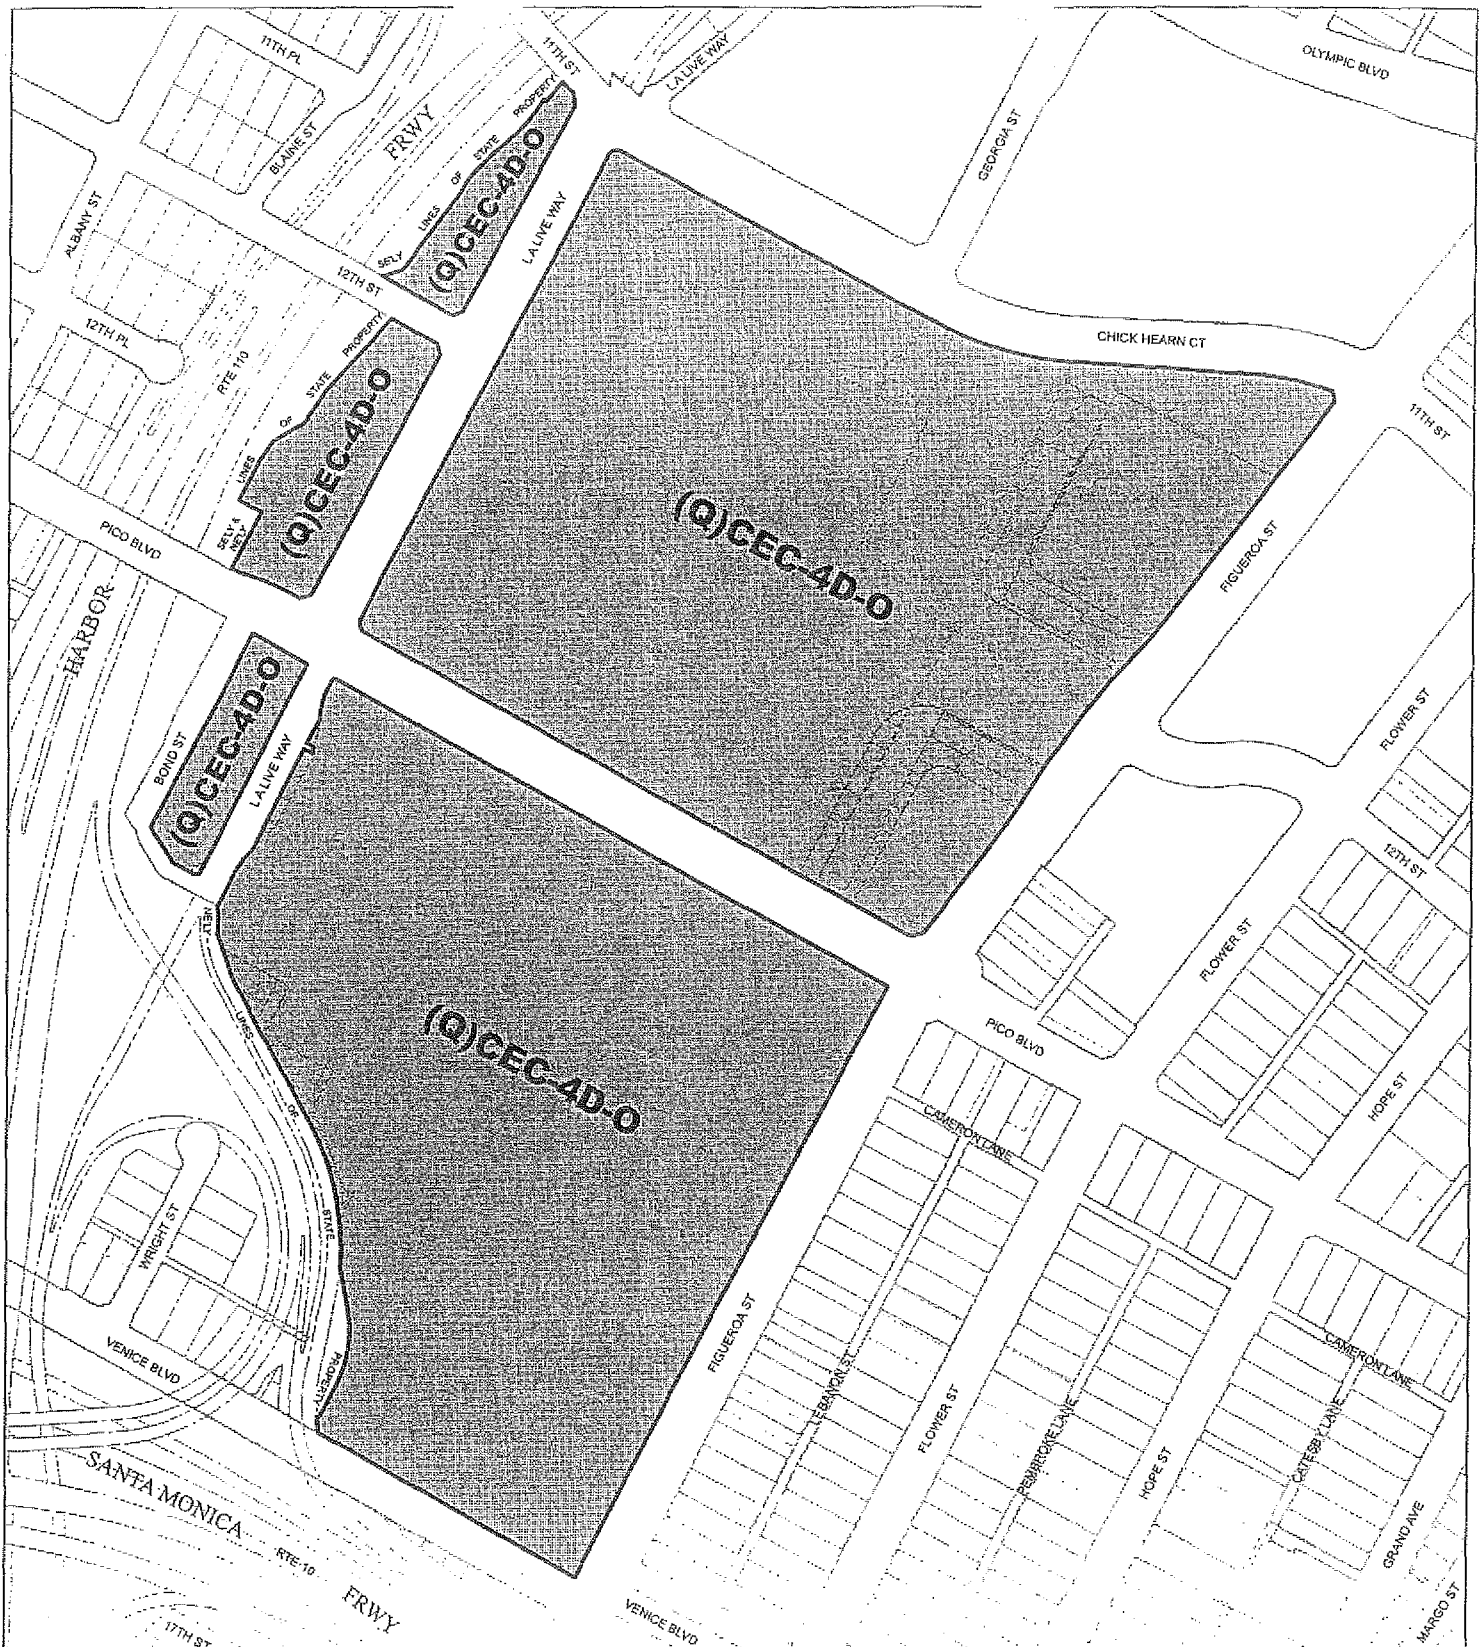 11TH PL
11TH ST
LA LIVE WAY
OLYMPIC BLVD
FRWY
BLAINE ST
SELY LINES OF STATE PROPERTY
(Q)CEC-4D-O
GEORGIA ST
ALBANY ST
LA LIVE WAY
12TH ST
12TH PL
CHICK HEARN CT
RTE 110
SELY & NELY LINES OF STATE PROPERTY
(Q)CEC-4D-O
11TH ST
(Q)CEC-4D-O
PICO BLVD
FIGUEROA ST
HARBOR
BOND ST
(Q)CEC-4D-O
LA LIVE WAY
FLOWER ST
12TH ST
FLOWER ST
NELY LINES OF STATE PROPERTY
(Q)CEC-4D-O
PICO BLVD
HOPE ST
CAMERON LANE
WRIGHT ST
VENICE BLVD
FIGUEROA ST
LEBANON ST
FLOWER ST
PEMBROKE LANE
HOPE ST
CAMERON LANE
CATESBY LANE
GRAND AVE
MARGO ST
SANTA MONICA
RTE 10
FRWY
VENICE BLVD
17TH ST